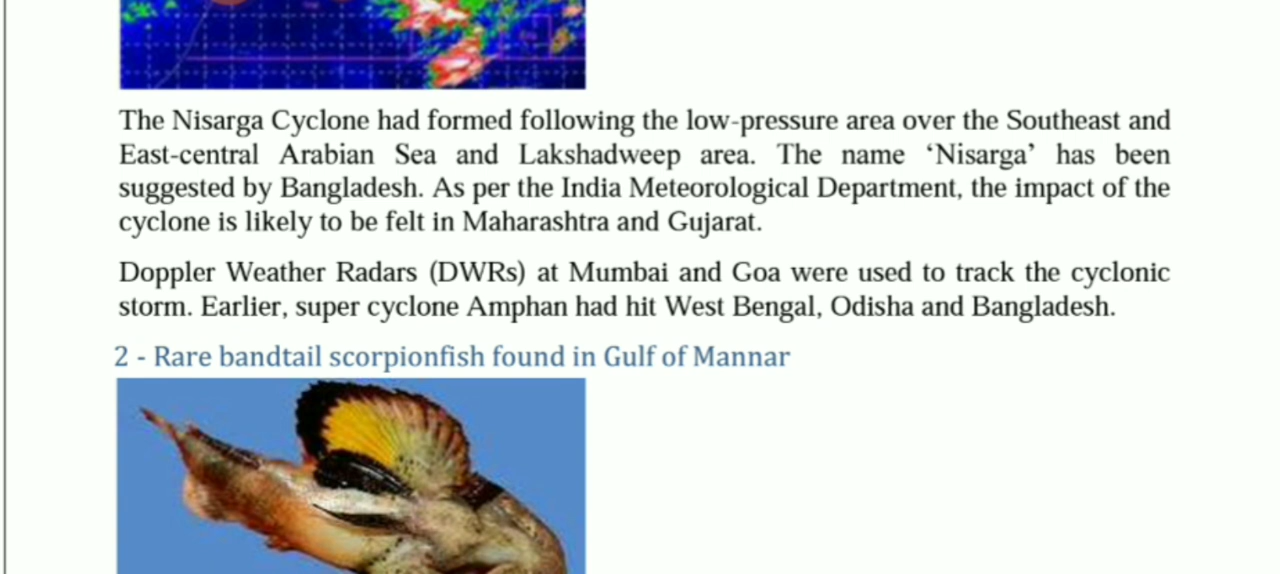 The Nisarga Cyclone had formed following the low-pressure area over the Southeast and
East-central Arabian Sea and Lakshadweep area. The name ‘Nisarga’ has been
suggested by Bangladesh. As per the India Meteorological Department, the impact of the
cyclone is likely to be felt in Maharashtra and Gujarat.
Doppler Weather Radars (DWRs) at Mumbai and Goa were used to track the cyclonic
storm. Earlier, super cyclone Amphan had hit West Bengal, Odisha and Bangladesh.
2 - Rare bandtail scorpionfish found in Gulf of Mannar